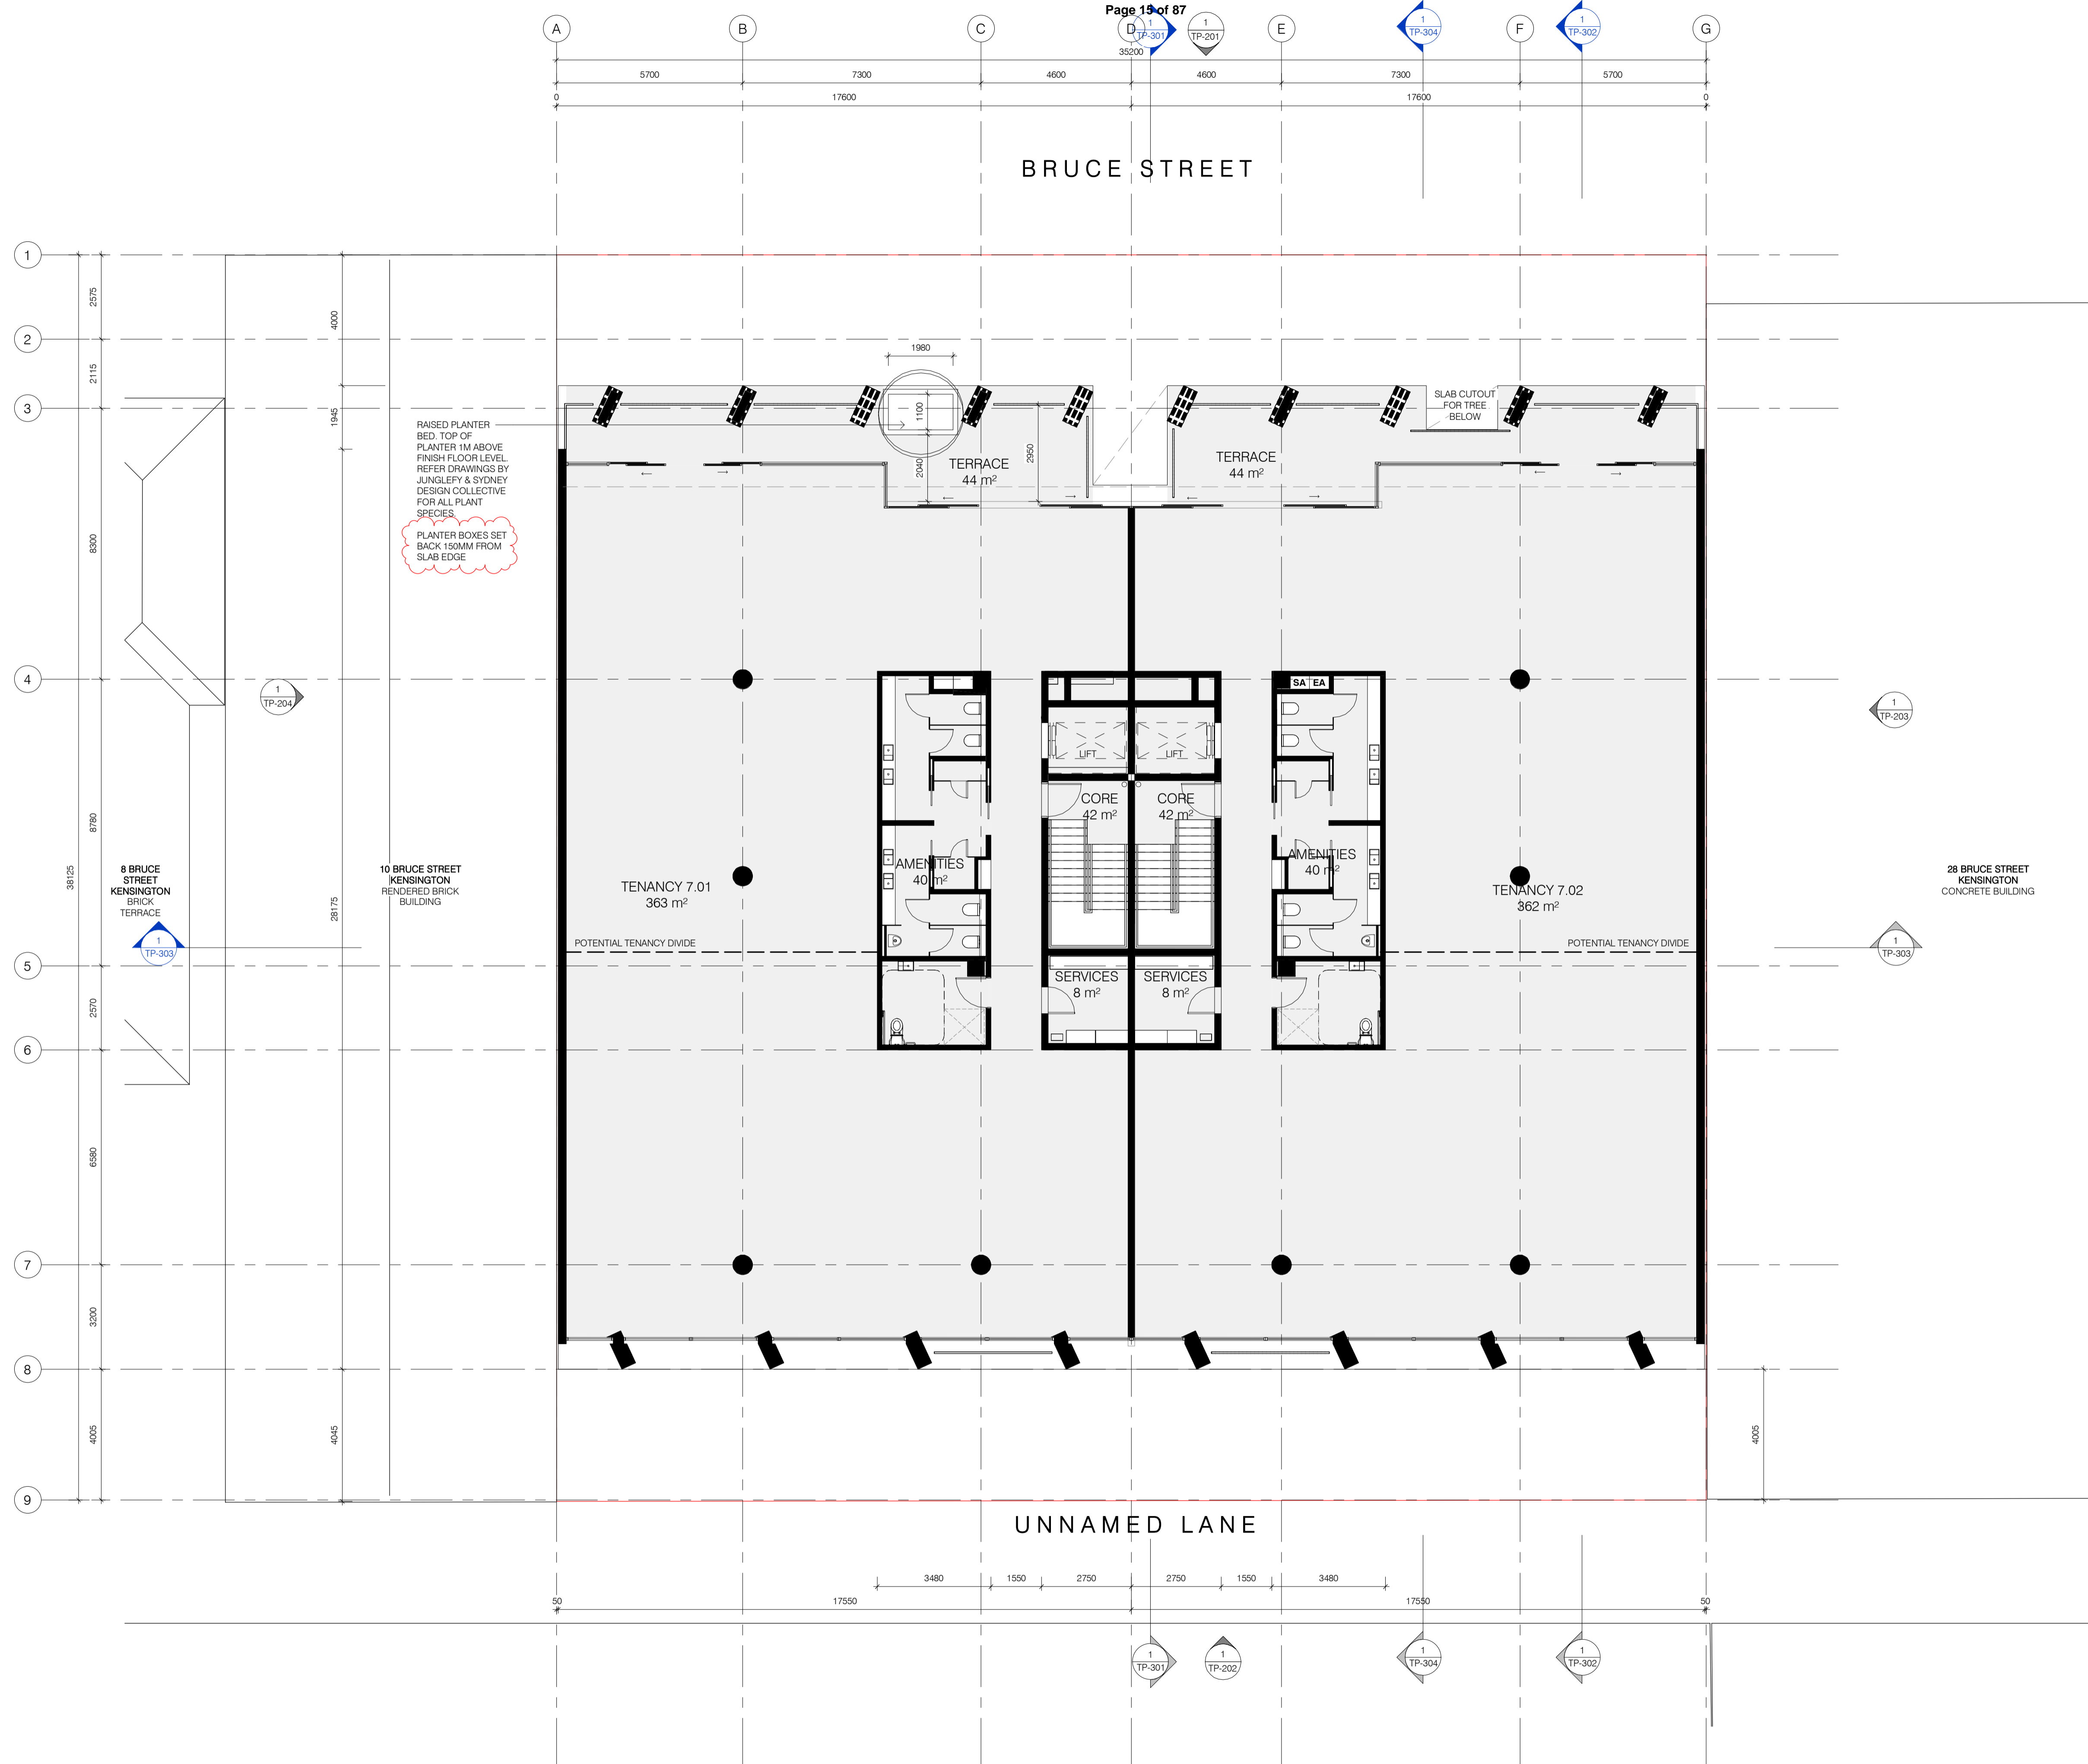 Page 15 of 87
A
B
C
D
E
F
G
1
TP-301
1
TP-201
1
TP-304
1
TP-302
35200
5700
7300
4600
4600
7300
5700
0
17600
17600
0
BRUCE STREET
1
2
3
4
5
6
7
8
9
38125
2575
2115
8300
8780
2570
6580
3200
4005
4000
1945
28175
4045
1980
1100
2040
2950
RAISED PLANTER
BED. TOP OF
PLANTER 1M ABOVE
FINISH FLOOR LEVEL.
REFER DRAWINGS BY
JUNGLEFY & SYDNEY
DESIGN COLLECTIVE
FOR ALL PLANT
SPECIES.
PLANTER BOXES SET
BACK 150MM FROM
SLAB EDGE
TERRACE
44 m²
TERRACE
44 m²
SLAB CUTOUT
FOR TREE
BELOW
1
TP-204
1
TP-203
SA EA
LIFT
LIFT
CORE
42 m²
CORE
42 m²
AMENITIES
40 m²
AMENITIES
40 m²
TENANCY 7.01
363 m²
TENANCY 7.02
362 m²
8 BRUCE
STREET
KENSINGTON
BRICK
TERRACE
10 BRUCE STREET
KENSINGTON
RENDERED BRICK
BUILDING
28 BRUCE STREET
KENSINGTON
CONCRETE BUILDING
1
TP-303
1
TP-303
POTENTIAL TENANCY DIVIDE
POTENTIAL TENANCY DIVIDE
SERVICES
8 m²
SERVICES
8 m²
4005
UNNAMED LANE
3480
1550
2750
2750
1550
3480
50
17550
17550
50
1
TP-301
1
TP-202
1
TP-304
1
TP-302